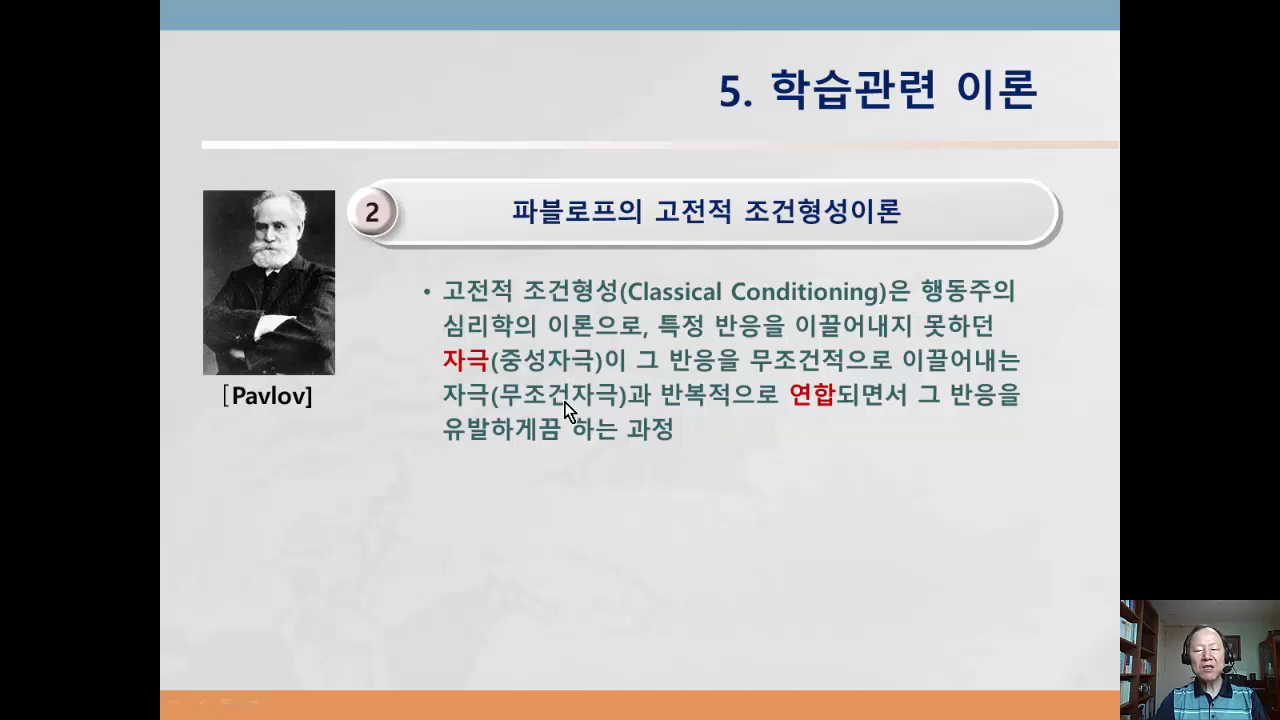 5. 학습관련 이론
2
파블로프의 고전적 조건형성이론
[Pavlov]
• 고전적 조건형성(Classical Conditioning)은 행동주의
심리학의 이론으로, 특정 반응을 이끌어내지 못하던
자극(중성자극)이 그 반응을 무조건적으로 이끌어내는
자극(무조건자극)과 반복적으로 연합되면서 그 반응을
유발하게끔 하는 과정